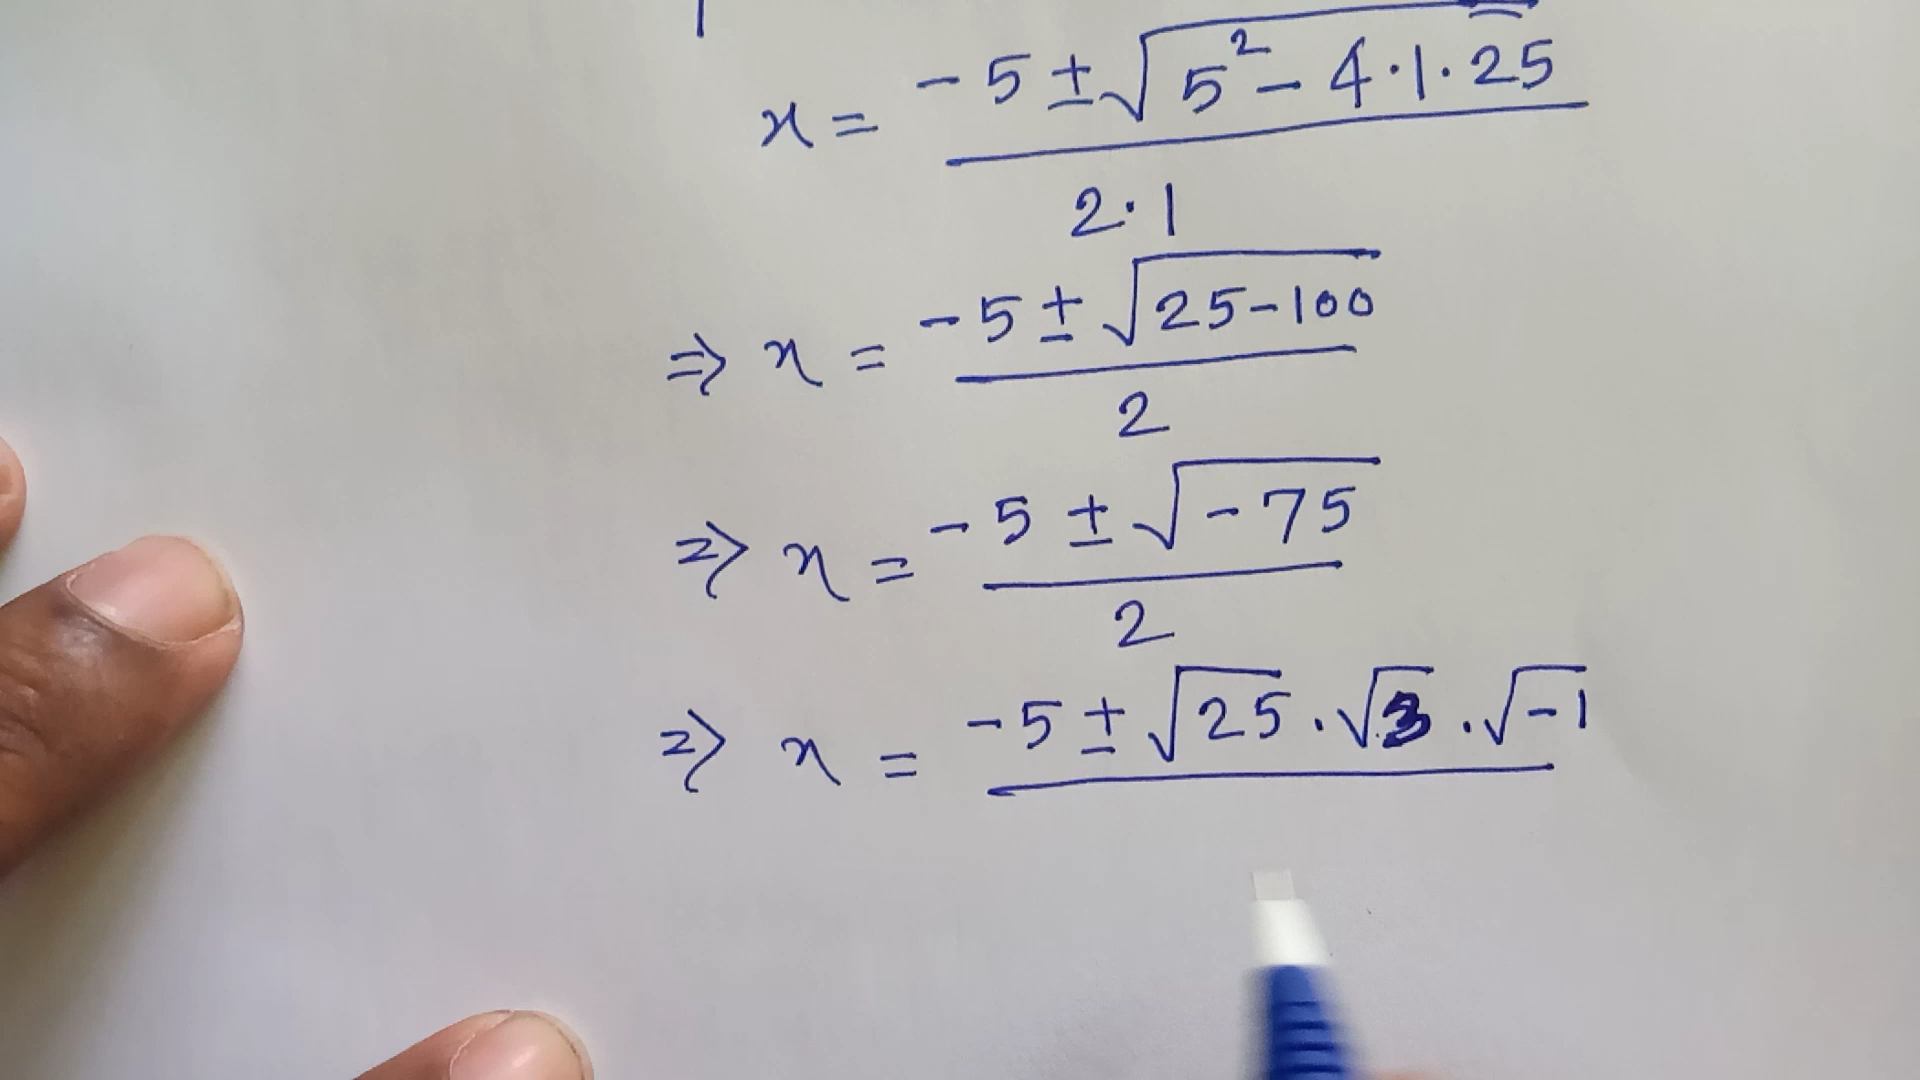 x = -5 ± √(5² - 4·1·25)
2·1
⇒ x = -5 ± √(25-100)
2
⇒ x = -5 ± √(-75)
2
⇒ x = -5 ± √25 · √3 · √-1